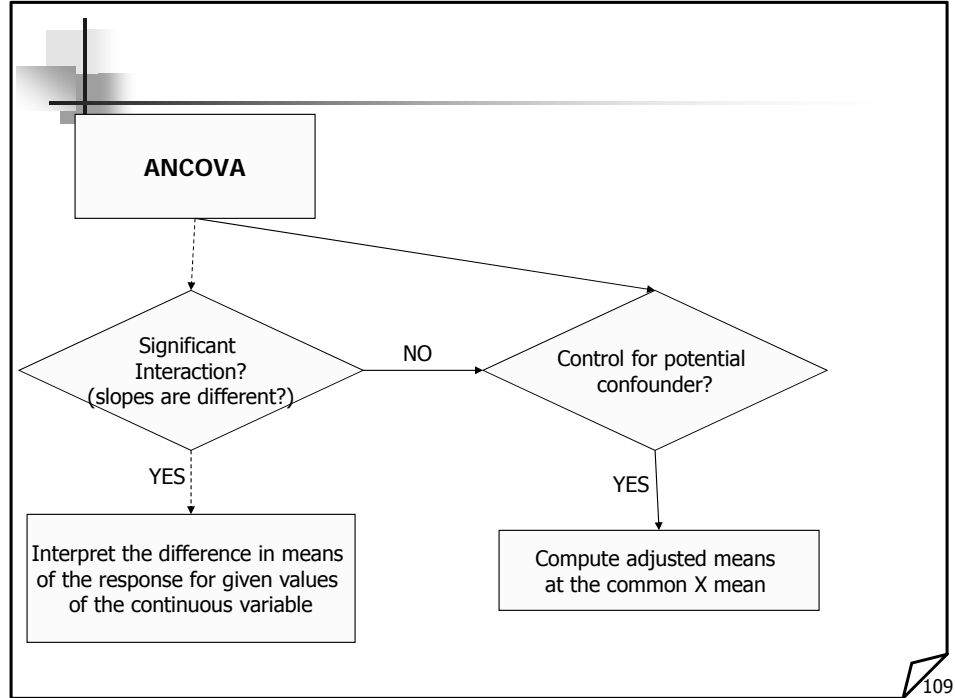 ANCOVA
Significant
Interaction?
(slopes are different?)
NO
Control for potential
confounder?
YES
YES
Interpret the difference in means
of the response for given values
of the continuous variable
Compute adjusted means
at the common X mean
109